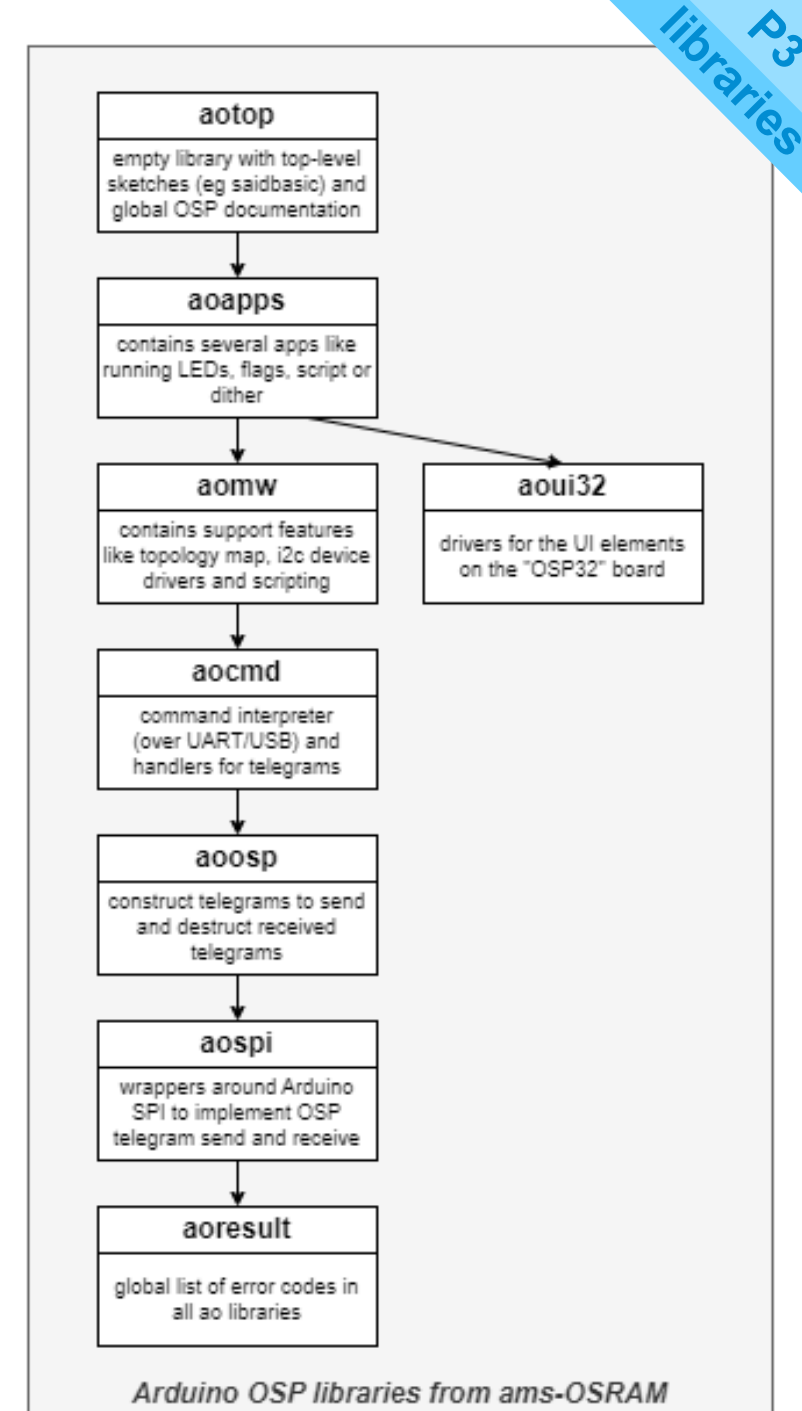 P3
libraries
aotop
empty library with top-level
sketches (eg saidbasic) and
global OSP documentation
aoapps
contains several apps like
running LEDs, flags, script or
dither
aomw
contains support features
like topology map, i2c device
drivers and scripting
aoui32
drivers for the UI elements
on the "OSP32" board
aocmd
command interpreter
(over UART/USB) and
handlers for telegrams
aoosp
construct telegrams to send
and destruct received
telegrams
aospi
wrappers around Arduino
SPI to implement OSP
telegram send and receive
aoresult
global list of error codes in
all ao libraries
Arduino OSP libraries from ams-OSRAM